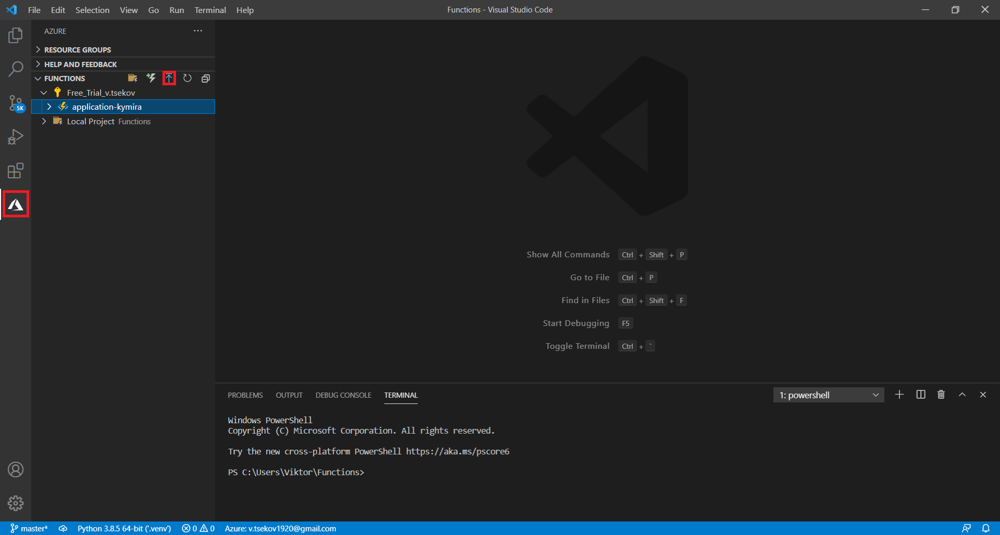 File Edit Selection View Go Run Terminal Help
Functions - Visual Studio Code
AZURE
RESOURCE GROUPS
HELP AND FEEDBACK
FUNCTIONS
Free_Trial_v.tsekov
application-kymira
Local Project Functions
5K
Show All Commands Ctrl + Shift + P
Go to File Ctrl + P
Find in Files Ctrl + Shift + F
Start Debugging F5
Toggle Terminal Ctrl + `
PROBLEMS OUTPUT DEBUG CONSOLE TERMINAL
1: powershell
Windows PowerShell
Copyright (C) Microsoft Corporation. All rights reserved.
Try the new cross-platform PowerShell https://aka.ms/pscore6
PS C:\Users\Viktor\Functions>
master* Python 3.8.5 64-bit ('.venv') 0 0 Azure: v.tsekov1920@gmail.com